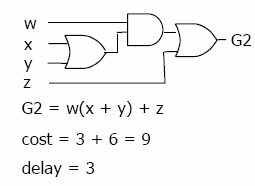 w
x
y
z
G2
G2 = w(x + y) + z
cost = 3 + 6 = 9
delay = 3